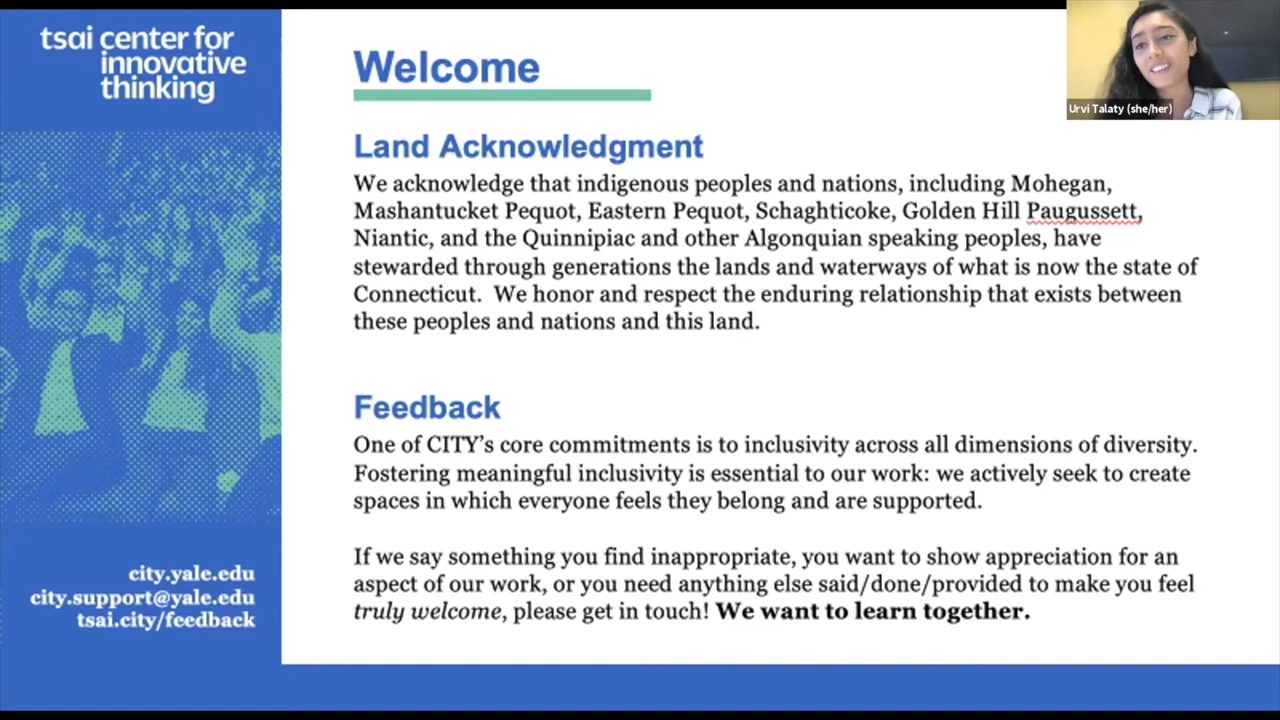 tsai center for
innovative
thinking
Welcome
Urvi Talaty (she/her)
Land Acknowledgment
We acknowledge that indigenous peoples and nations, including Mohegan,
Mashantucket Pequot, Eastern Pequot, Schaghticoke, Golden Hill Paugussett,
Niantic, and the Quinnipiac and other Algonquian speaking peoples, have
stewarded through generations the lands and waterways of what is now the state of
Connecticut.  We honor and respect the enduring relationship that exists between
these peoples and nations and this land.
Feedback
One of CITY’s core commitments is to inclusivity across all dimensions of diversity.
Fostering meaningful inclusivity is essential to our work: we actively seek to create
spaces in which everyone feels they belong and are supported.
If we say something you find inappropriate, you want to show appreciation for an
aspect of our work, or you need anything else said/done/provided to make you feel
truly welcome, please get in touch! We want to learn together.
city.yale.edu
city.support@yale.edu
tsai.city/feedback